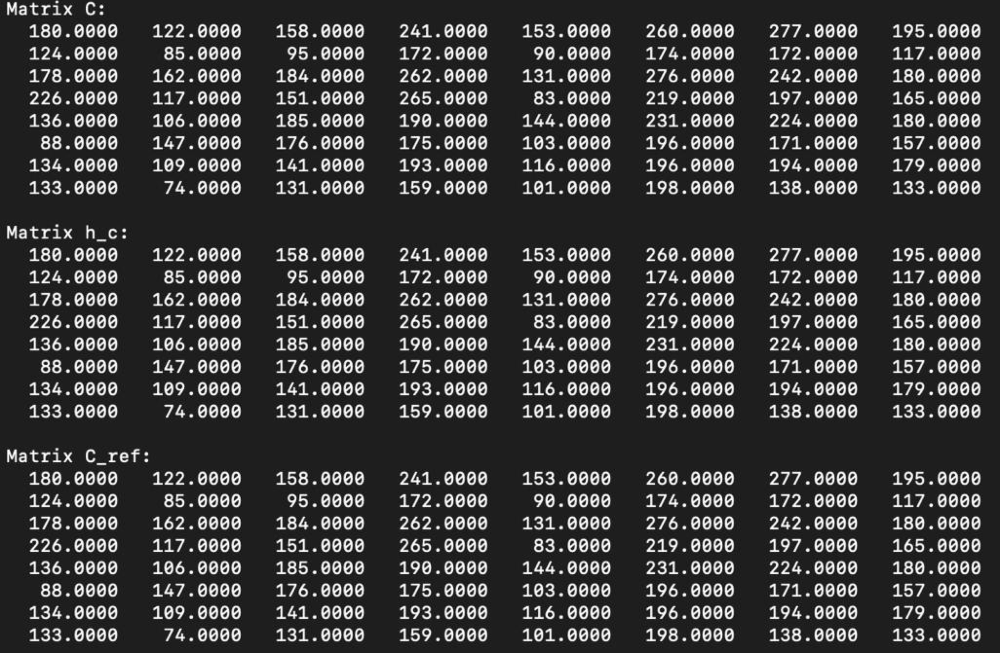 Matrix C:
180.0000 122.0000 158.0000 241.0000 153.0000 260.0000 277.0000 195.0000
124.0000 85.0000 95.0000 172.0000 90.0000 174.0000 172.0000 117.0000
178.0000 162.0000 184.0000 262.0000 131.0000 276.0000 242.0000 180.0000
226.0000 117.0000 151.0000 265.0000 83.0000 219.0000 197.0000 165.0000
136.0000 106.0000 185.0000 190.0000 144.0000 231.0000 224.0000 180.0000
88.0000 147.0000 176.0000 175.0000 103.0000 196.0000 171.0000 157.0000
134.0000 109.0000 141.0000 193.0000 116.0000 196.0000 194.0000 179.0000
133.0000 74.0000 131.0000 159.0000 101.0000 198.0000 138.0000 133.0000
Matrix h_c:
180.0000 122.0000 158.0000 241.0000 153.0000 260.0000 277.0000 195.0000
124.0000 85.0000 95.0000 172.0000 90.0000 174.0000 172.0000 117.0000
178.0000 162.0000 184.0000 262.0000 131.0000 276.0000 242.0000 180.0000
226.0000 117.0000 151.0000 265.0000 83.0000 219.0000 197.0000 165.0000
136.0000 106.0000 185.0000 190.0000 144.0000 231.0000 224.0000 180.0000
88.0000 147.0000 176.0000 175.0000 103.0000 196.0000 171.0000 157.0000
134.0000 109.0000 141.0000 193.0000 116.0000 196.0000 194.0000 179.0000
133.0000 74.0000 131.0000 159.0000 101.0000 198.0000 138.0000 133.0000
Matrix C_ref:
180.0000 122.0000 158.0000 241.0000 153.0000 260.0000 277.0000 195.0000
124.0000 85.0000 95.0000 172.0000 90.0000 174.0000 172.0000 117.0000
178.0000 162.0000 184.0000 262.0000 131.0000 276.0000 242.0000 180.0000
226.0000 117.0000 151.0000 265.0000 83.0000 219.0000 197.0000 165.0000
136.0000 106.0000 185.0000 190.0000 144.0000 231.0000 224.0000 180.0000
88.0000 147.0000 176.0000 175.0000 103.0000 196.0000 171.0000 157.0000
134.0000 109.0000 141.0000 193.0000 116.0000 196.0000 194.0000 179.0000
133.0000 74.0000 131.0000 159.0000 101.0000 198.0000 138.0000 133.0000